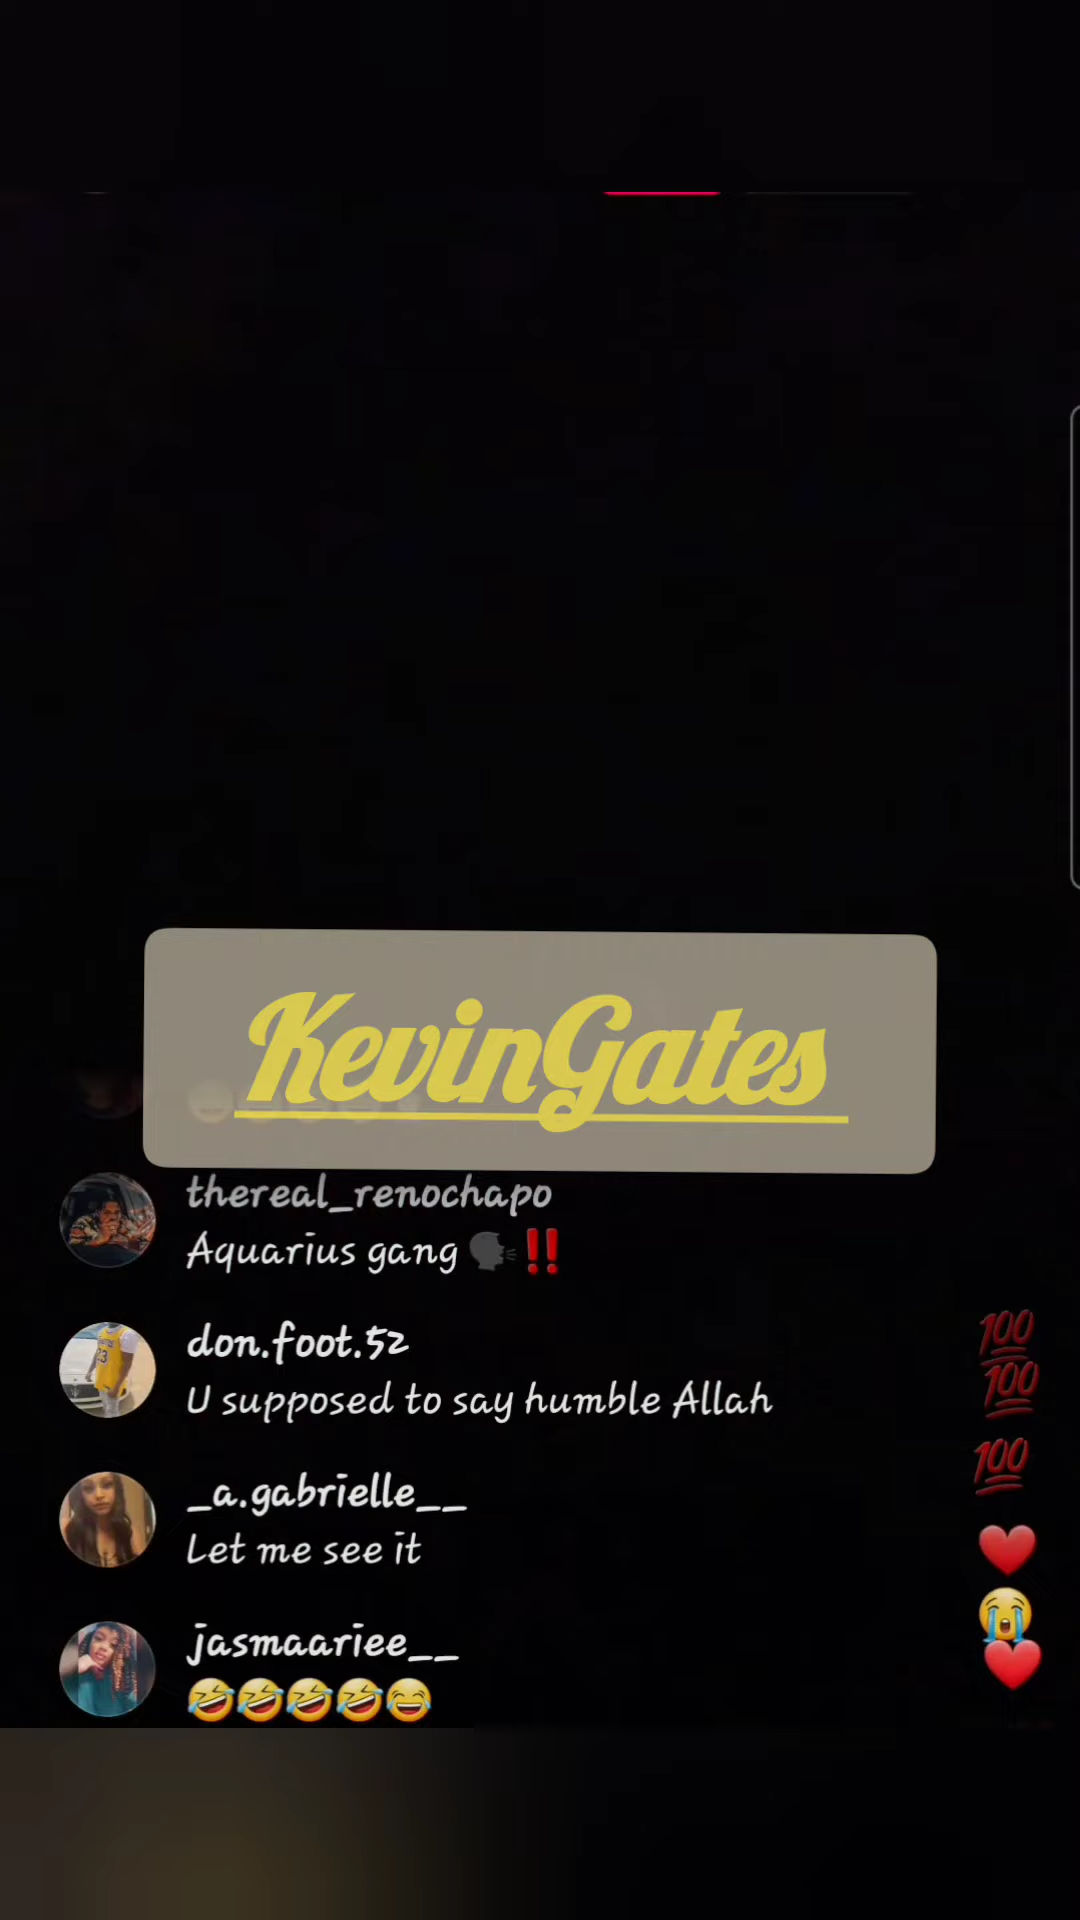 KevinGates
thereal_renochapo
Aquarius gang 🗣‼️
don.foot.52
U supposed to say humble Allah
_a.gabrielle__
Let me see it
jasmaariee__
🤣🤣🤣🤣😂
💯
💯
💯